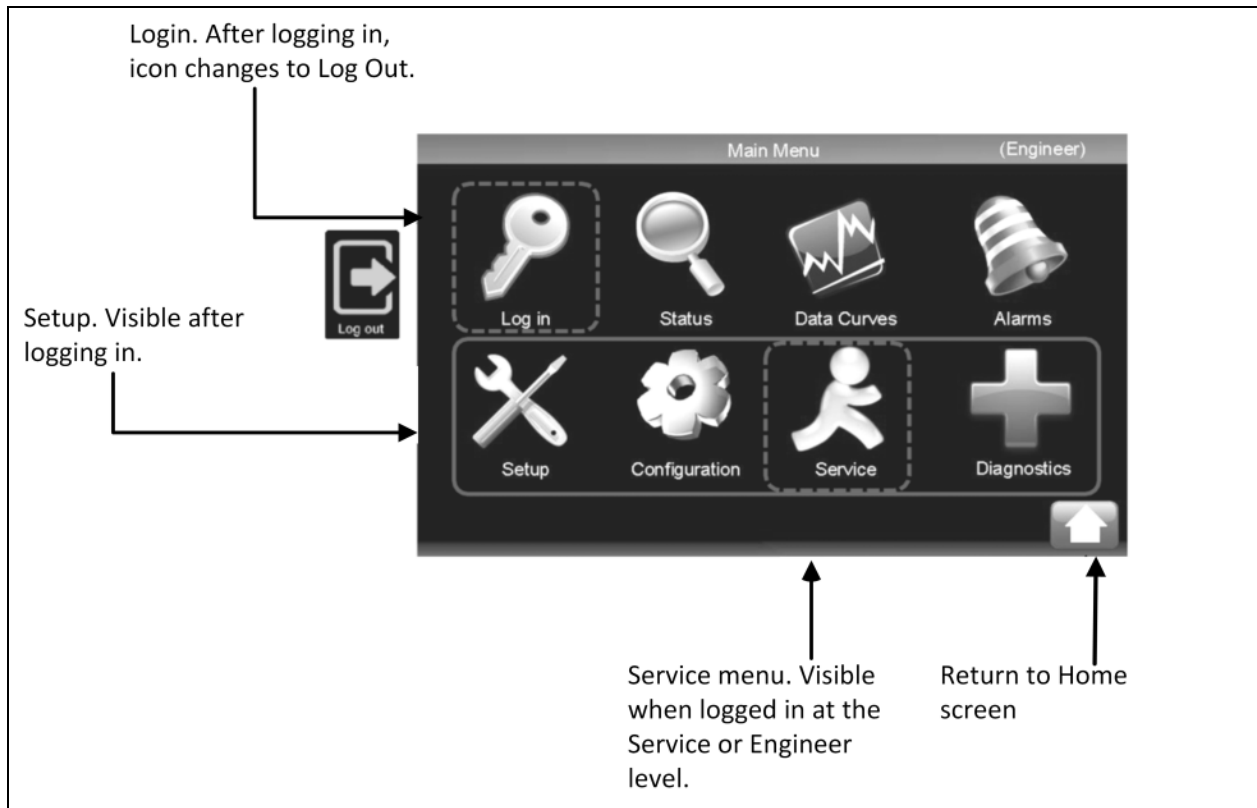 Login. After logging in,
icon changes to Log Out.
Main Menu
(Engineer)
Log in
Status
Data Curves
Alarms
Log out
Setup. Visible after
logging in.
Setup
Configuration
Service
Diagnostics
Service menu. Visible
when logged in at the
Service or Engineer
level.
Return to Home
screen